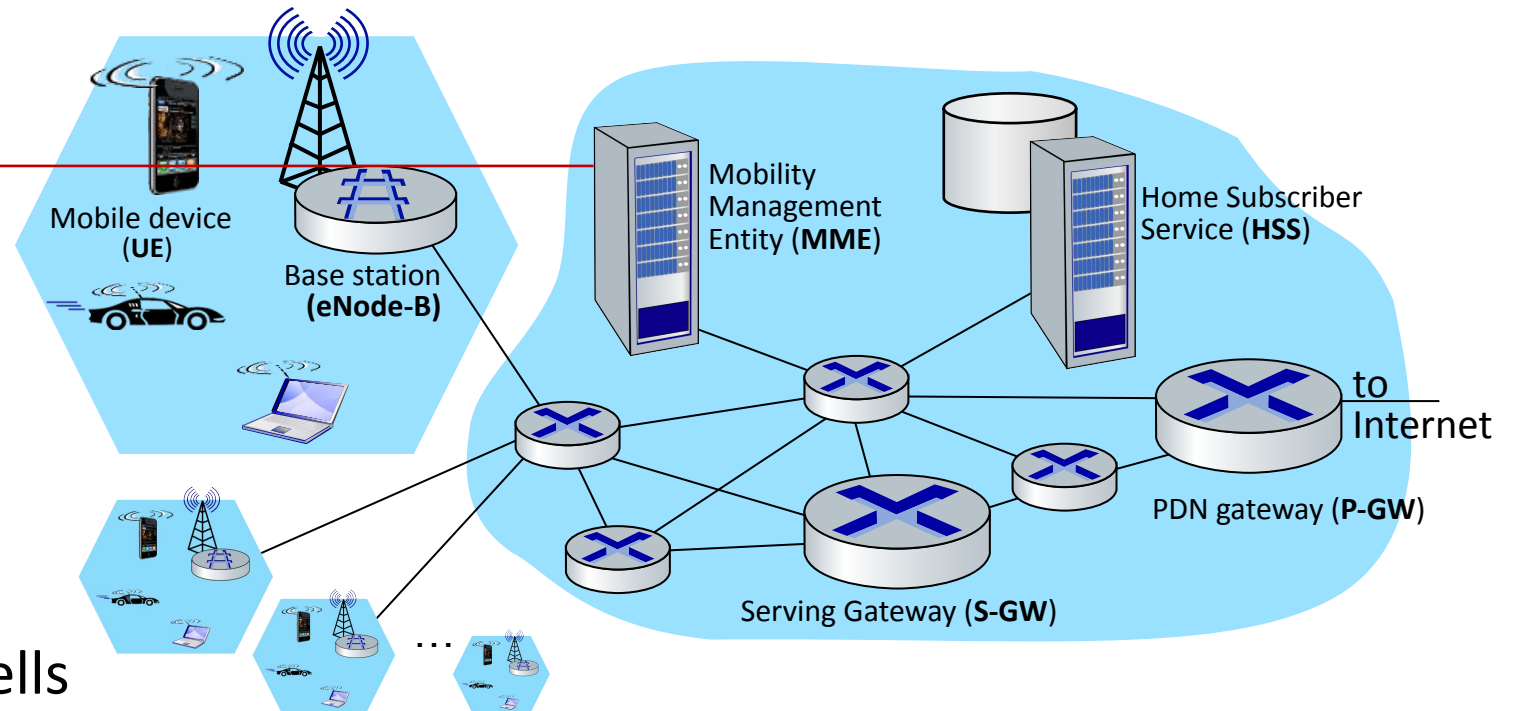 Mobile device
(UE)
Base station
(eNode-B)
Mobility
Management
Entity (MME)
Home Subscriber
Service (HSS)
to
Internet
PDN gateway (P-GW)
Serving Gateway (S-GW)
...
ells